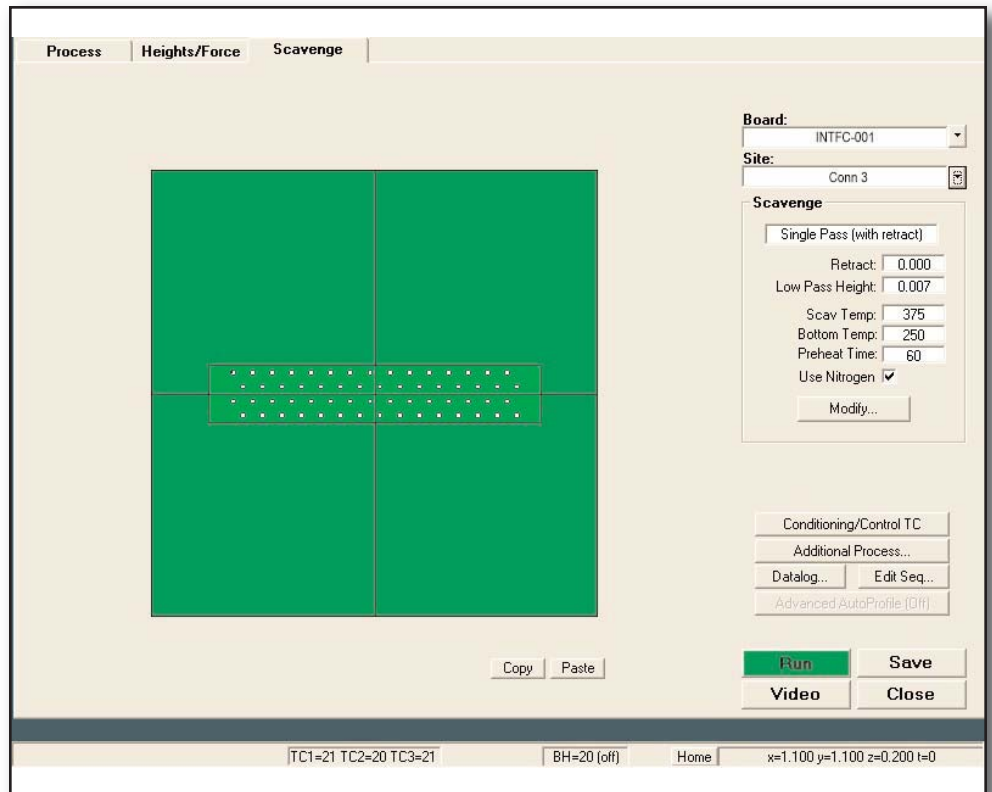 Process Heights/Force Scavenge
Board:
INTFC-001
Site:
Conn 3
Scavenge
Single Pass (with retract)
Retract: 0.000
Low Pass Height: 0.007
Scav Temp: 375
Bottom Temp: 250
Preheat Time: 60
Use Nitrogen
Modify...
Conditioning/Control TC
Additional Process...
Datalog... Edit Seq...
Advanced AutoProfile (Off)
Copy Paste
Run Save
Video Close
TC1=21 TC2=20 TC3=21 BH=20 (off) Home x=1.100 y=1.100 z=0.200 t=0